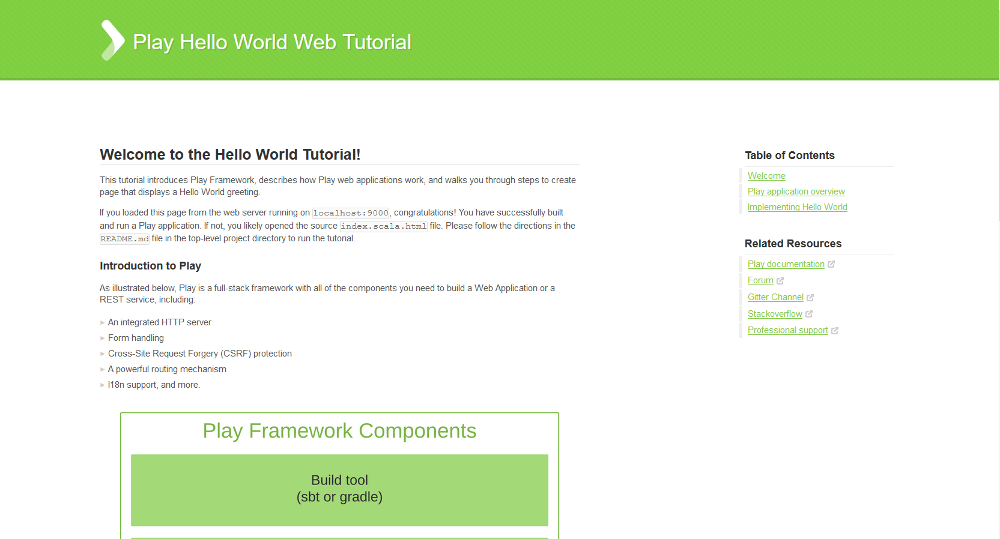 Play Hello World Web Tutorial
Welcome to the Hello World Tutorial!
This tutorial introduces Play Framework, describes how Play web applications work, and walks you through steps to create
page that displays a Hello World greeting.
If you loaded this page from the web server running on localhost:9000, congratulations! You have successfully built
and run a Play application. If not, you likely opened the source index.scala.html file. Please follow the directions in the
README.md file in the top-level project directory to run the tutorial.
Introduction to Play
As illustrated below, Play is a full-stack framework with all of the components you need to build a Web Application or a
REST service, including:
An integrated HTTP server
Form handling
Cross-Site Request Forgery (CSRF) protection
A powerful routing mechanism
I18n support, and more.
Play Framework Components
Build tool
(sbt or gradle)
Table of Contents
Welcome
Play application overview
Implementing Hello World
Related Resources
Play documentation
Forum
Gitter Channel
Stackoverflow
Professional support